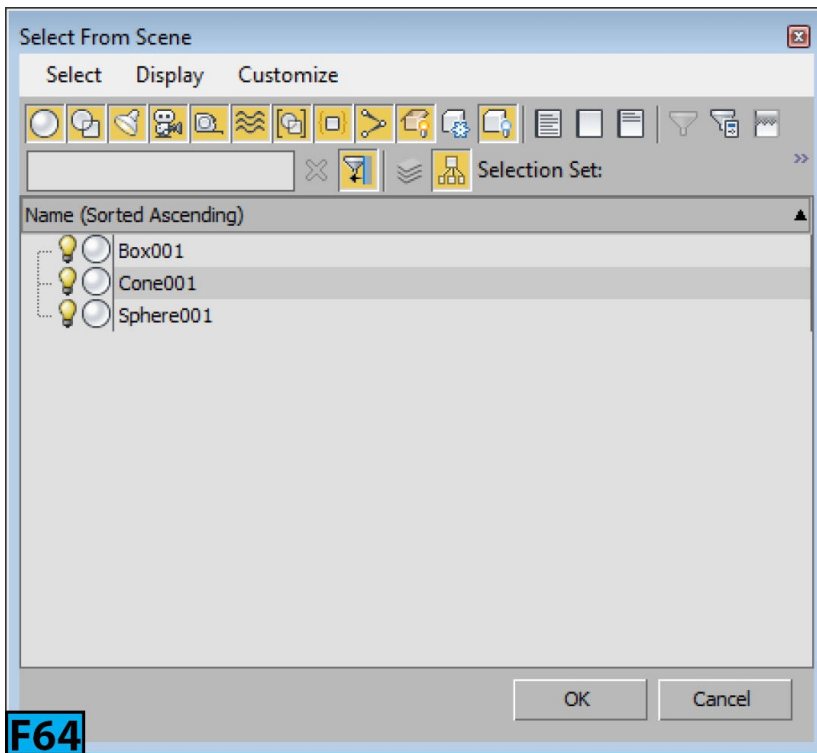 Select From Scene
Select Display Customize
Selection Set:
Name (Sorted Ascending)
Box001
Cone001
Sphere001
OK Cancel
F64